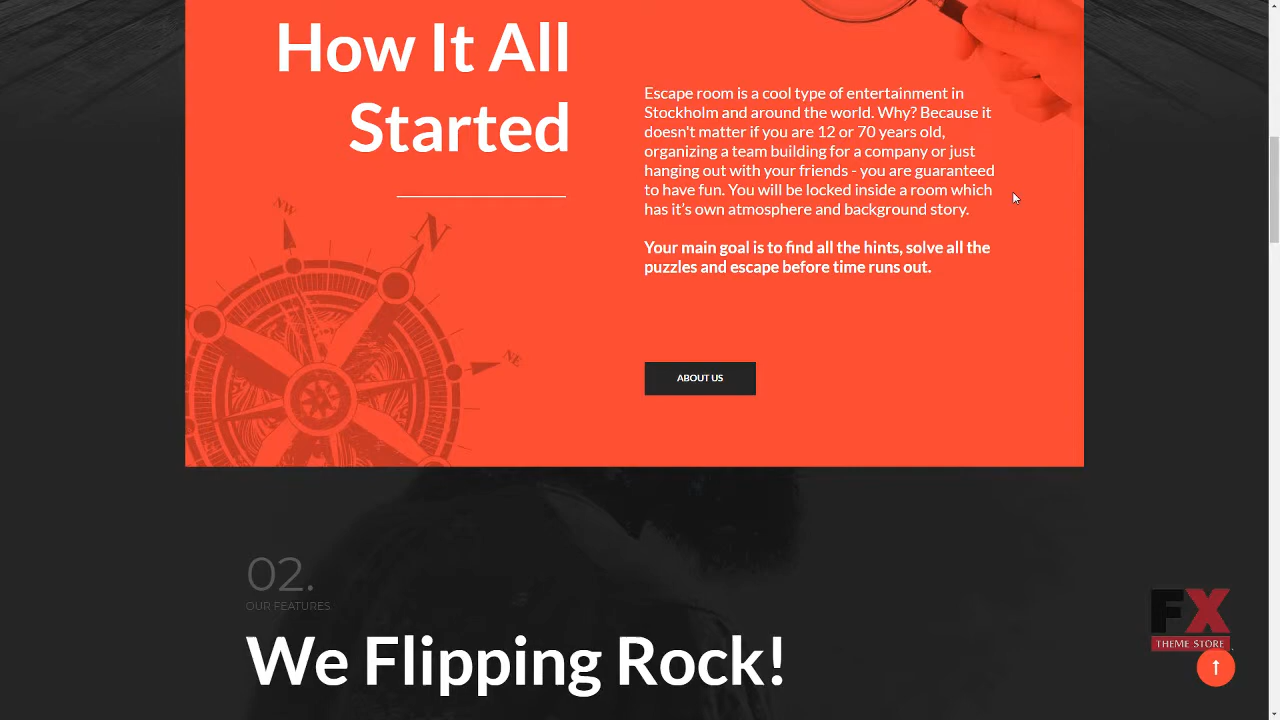 How It All
Started
Escape room is a cool type of entertainment in
Stockholm and around the world. Why? Because it
doesn't matter if you are 12 or 70 years old,
organizing a team building for a company or just
hanging out with your friends - you are guaranteed
to have fun. You will be locked inside a room which
has it’s own atmosphere and background story.
Your main goal is to find all the hints, solve all the
puzzles and escape before time runs out.
NW
N
NE
ABOUT US
02.
OUR FEATURES
We Flipping Rock!
FX
THEME STORE